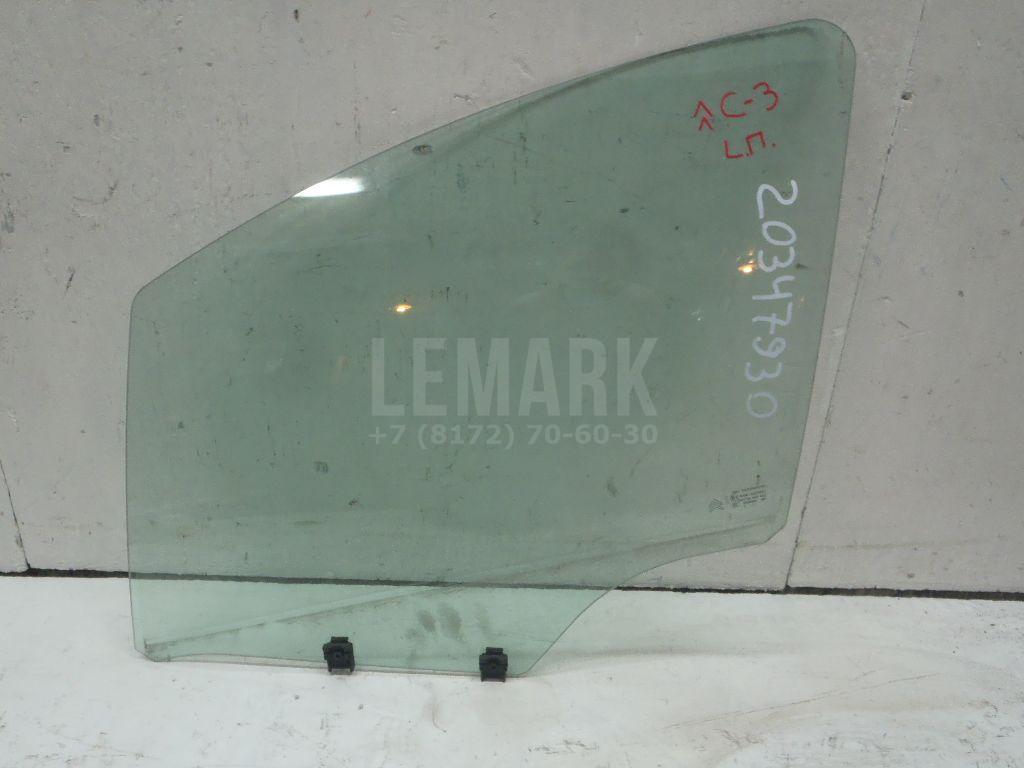 C-3
L.П.
20347930
LEMARK
+7 (8172) 70-60-30